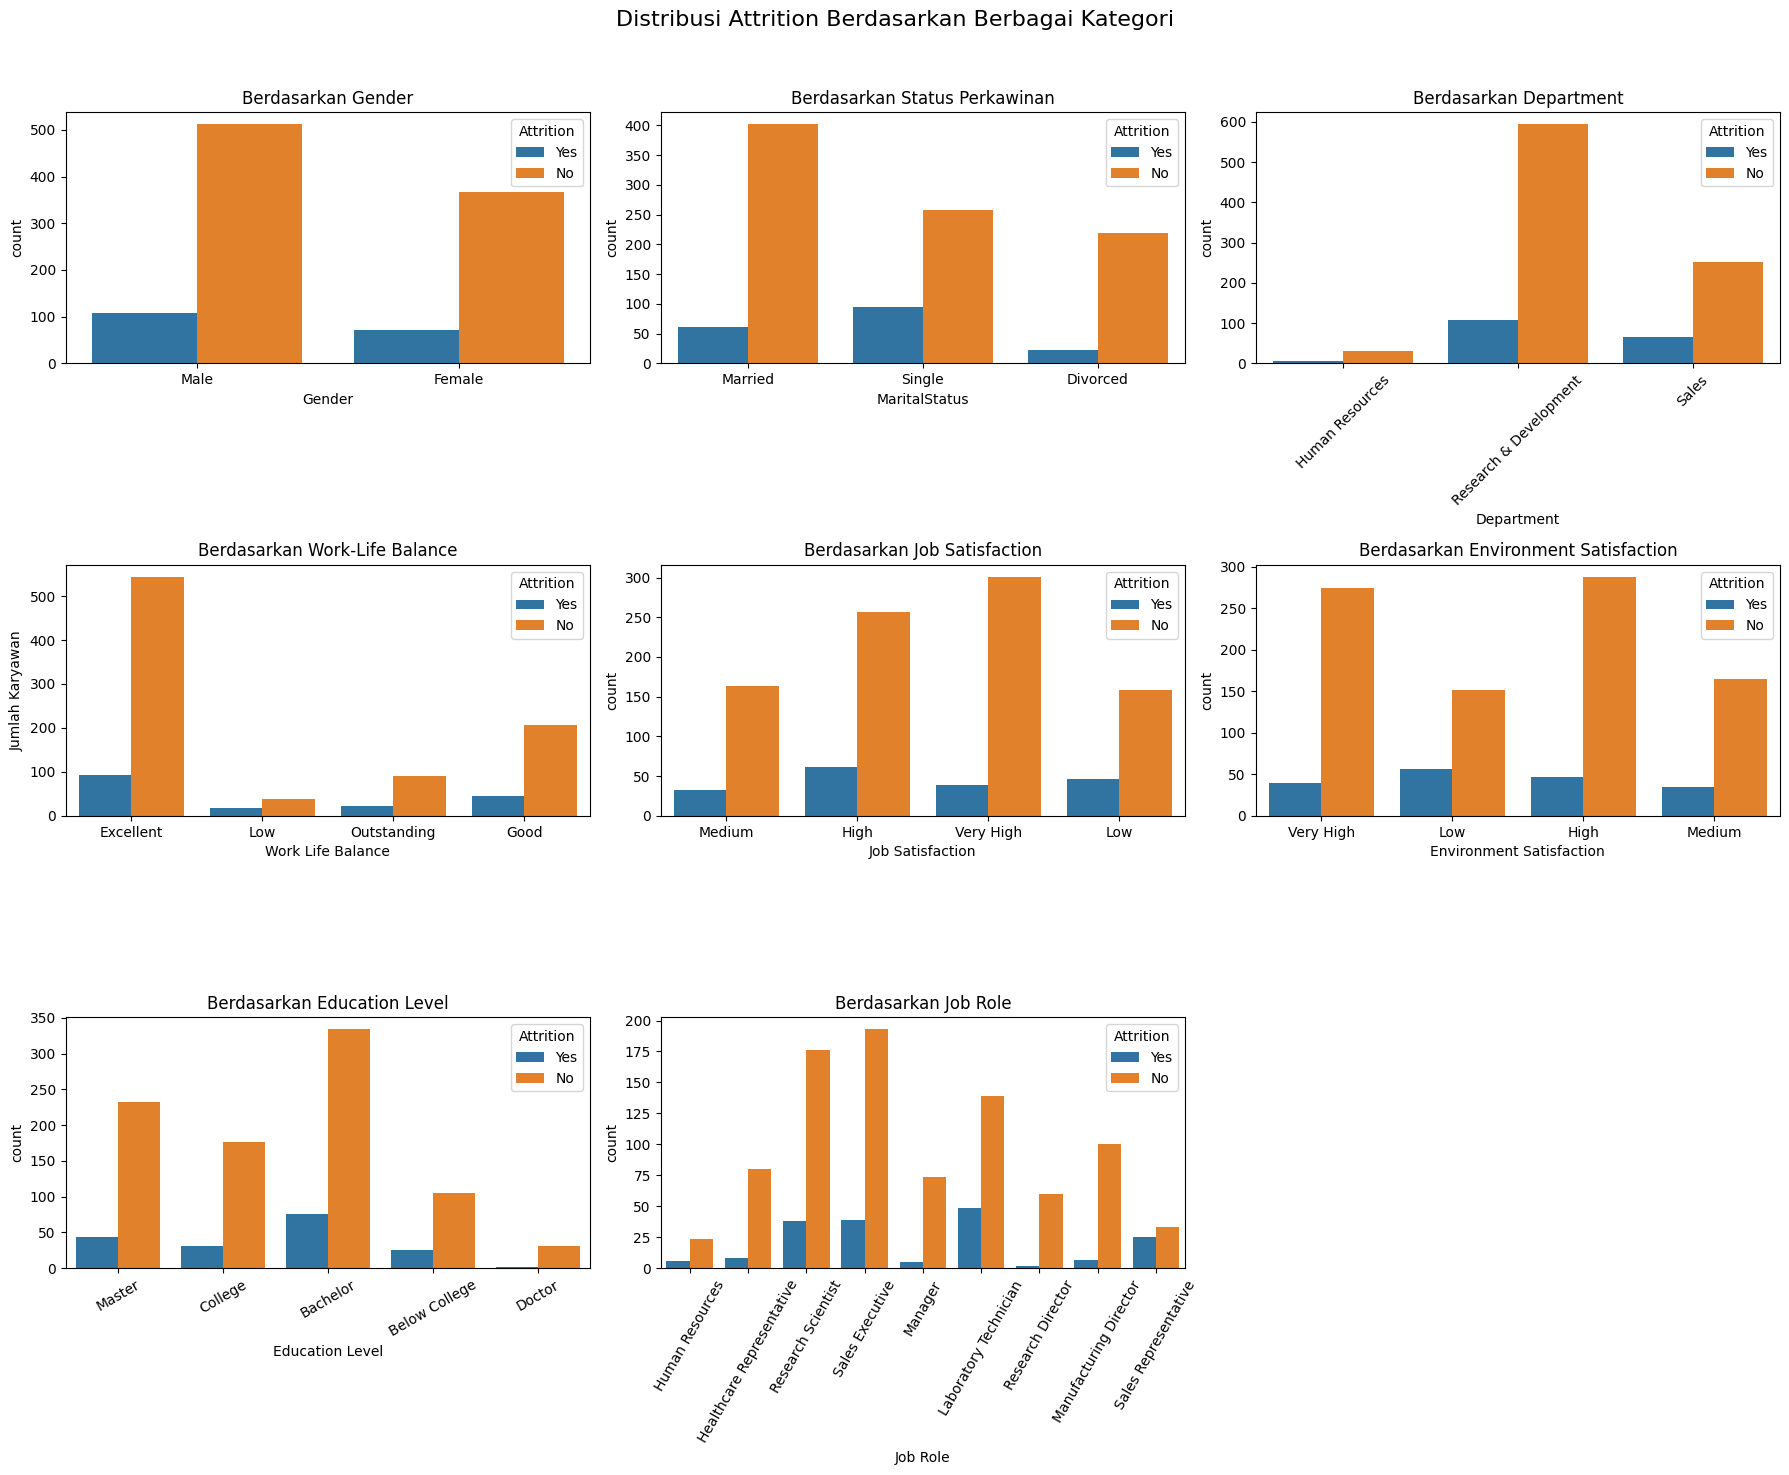 Distribusi Attrition Berdasarkan Berbagai Kategori
Berdasarkan Gender
500
400
300
200
100
0
count
Attrition
Yes
No
Male
Female
Gender
Berdasarkan Status Perkawinan
400
350
300
250
200
150
100
50
0
count
Attrition
Yes
No
Married
Single
Divorced
MaritalStatus
Berdasarkan Department
600
500
400
300
200
100
0
count
Attrition
Yes
No
Human Resources
Research & Development
Sales
Department
Berdasarkan Work-Life Balance
500
400
300
200
100
0
Jumlah Karyawan
Attrition
Yes
No
Excellent
Low
Outstanding
Good
Work Life Balance
Berdasarkan Job Satisfaction
300
250
200
150
100
50
0
count
Attrition
Yes
No
Medium
High
Very High
Low
Job Satisfaction
Berdasarkan Environment Satisfaction
300
250
200
150
100
50
0
count
Attrition
Yes
No
Very High
Low
High
Medium
Environment Satisfaction
Berdasarkan Education Level
350
300
250
200
150
100
50
0
count
Attrition
Yes
No
Master
College
Bachelor
Below College
Doctor
Education Level
Berdasarkan Job Role
200
175
150
125
100
75
50
25
0
count
Attrition
Yes
No
Human Resources
Healthcare Representative
Research Scientist
Sales Executive
Manager
Laboratory Technician
Research Director
Manufacturing Director
Sales Representative
Job Role